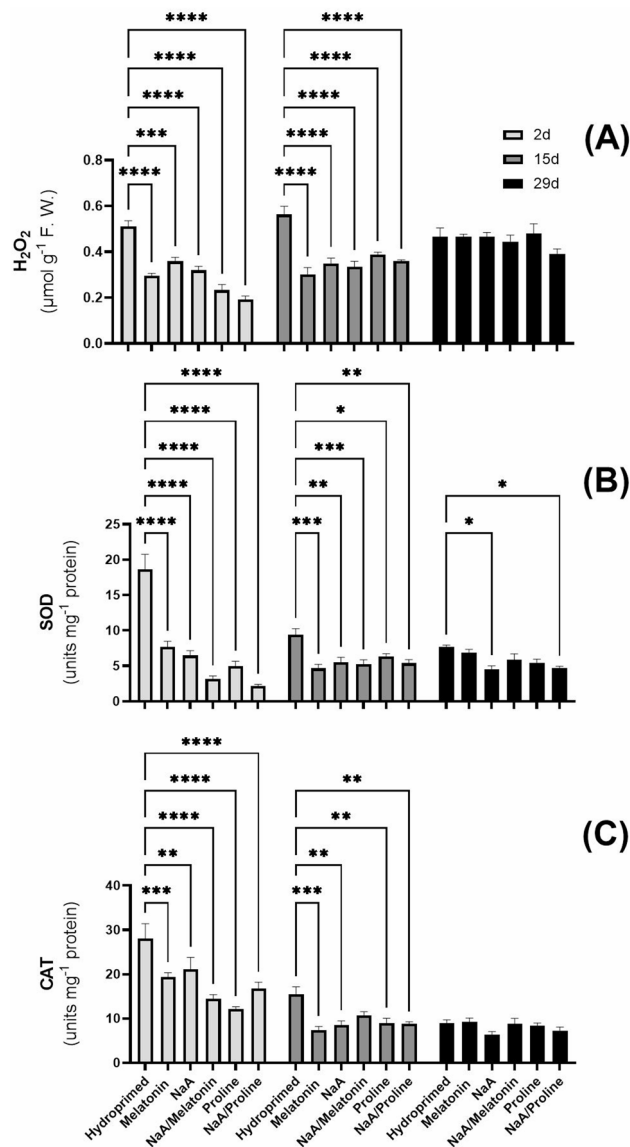 ****
****
****
****
****
****
(A)
***
****
2d
15d
29d
****
****
0.8
0.6
0.4
0.2
0.0
H₂O₂
(µmol g⁻¹ F. W.)
****
**
****
*
****
***
(B)
****
**
*
****
***
*
25
20
15
10
5
0
SOD
(units mg⁻¹ protein)
****
****
**
****
**
(C)
**
**
***
***
40
30
20
10
0
CAT
(units mg⁻¹ protein)
Hydroprimed
Melatonin
NaA
NaA/Melatonin
Proline
NaA/Proline
Hydroprimed
Melatonin
NaA
NaA/Melatonin
Proline
NaA/Proline
Hydroprimed
Melatonin
NaA
NaA/Melatonin
Proline
NaA/Proline